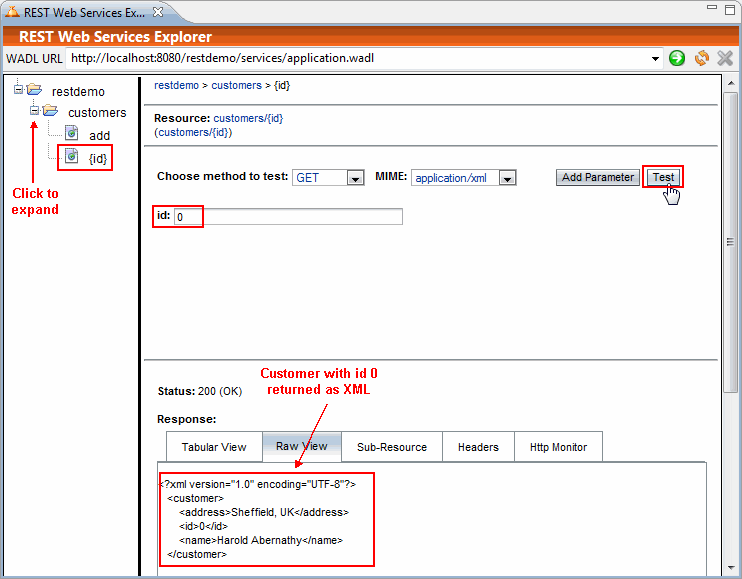 REST Web Services Ex...
REST Web Services Explorer
WADL URL http://localhost:8080/restdemo/services/application.wadl
restdemo
customers
add
{id}
Click to
expand
restdemo > customers > {id}
Resource: customers/{id}
(customers/{id})
Choose method to test: GET MIME: application/xml Add Parameter Test
id: 0
Customer with id 0
returned as XML
Status: 200 (OK)
Response:
Tabular View Raw View Sub-Resource Headers Http Monitor
<?xml version="1.0" encoding="UTF-8"?>
<customer>
<address>Sheffield, UK</address>
<id>0</id>
<name>Harold Abernathy</name>
</customer>